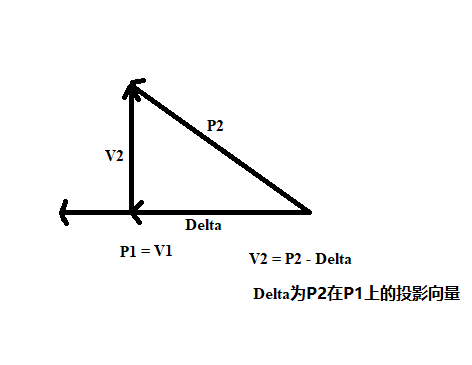 P2
V2
Delta
P1 = V1
V2 = P2 - Delta
Delta为P2在P1上的投影向量